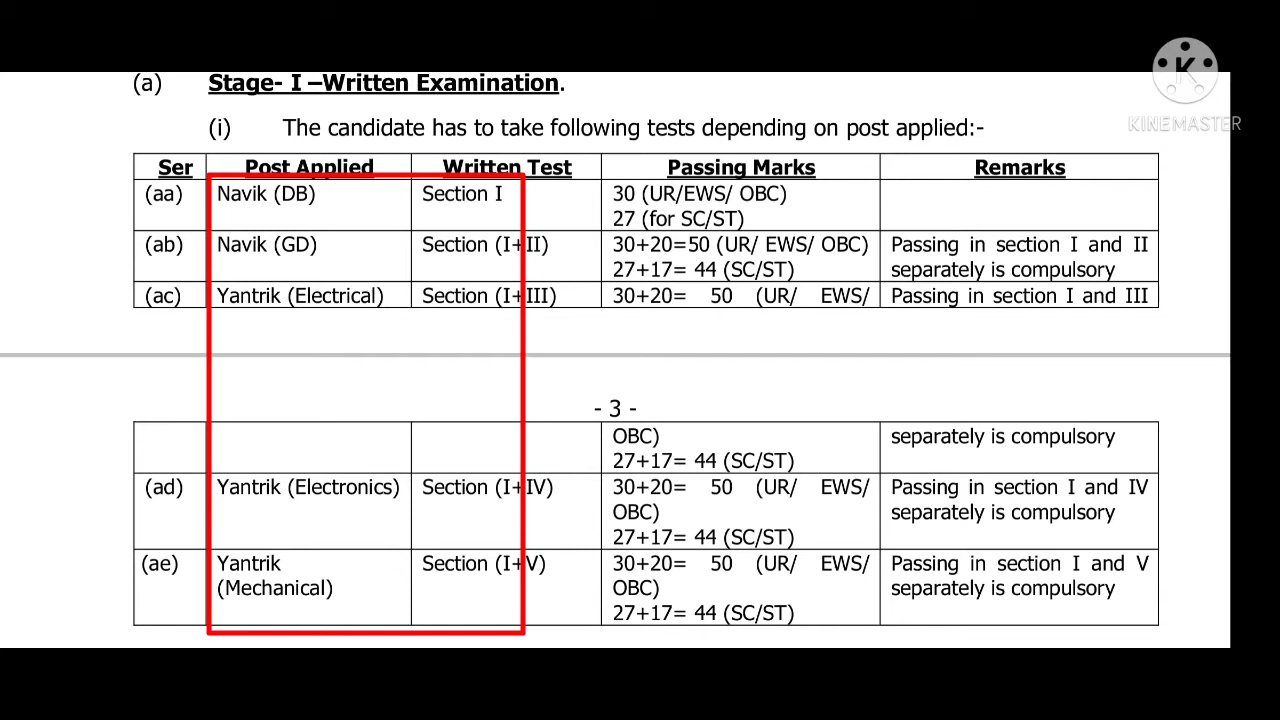 K
KINEMASTER
(a) Stage- I –Written Examination.
(i) The candidate has to take following tests depending on post applied:-
Ser Post Applied Written Test Passing Marks Remarks
(aa) Navik (DB) Section I 30 (UR/EWS/ OBC)
27 (for SC/ST)
(ab) Navik (GD) Section (I+II) 30+20=50 (UR/ EWS/ OBC) Passing in section I and II
27+17= 44 (SC/ST) separately is compulsory
(ac) Yantrik (Electrical) Section (I+III) 30+20= 50 (UR/ EWS/ Passing in section I and III
- 3 -
OBC) separately is compulsory
27+17= 44 (SC/ST)
(ad) Yantrik (Electronics) Section (I+IV) 30+20= 50 (UR/ EWS/ Passing in section I and IV
OBC) separately is compulsory
27+17= 44 (SC/ST)
(ae) Yantrik Section (I+V) 30+20= 50 (UR/ EWS/ Passing in section I and V
(Mechanical) OBC) separately is compulsory
27+17= 44 (SC/ST)